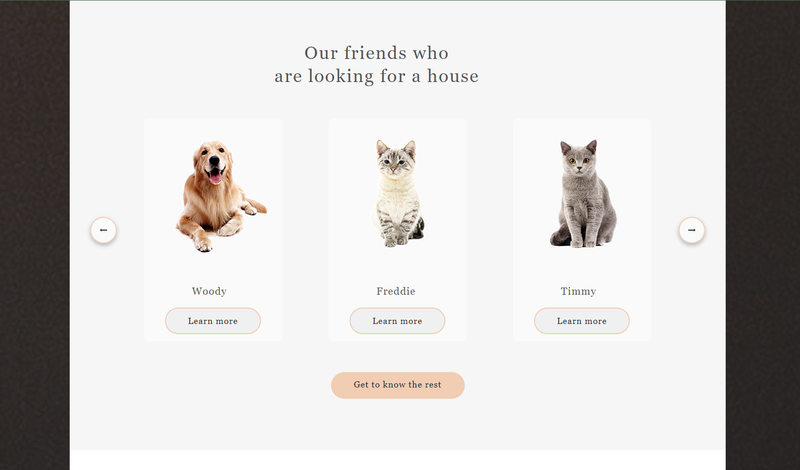 Our friends who
are looking for a house
Woody
Freddie
Timmy
Learn more
Learn more
Learn more
Get to know the rest